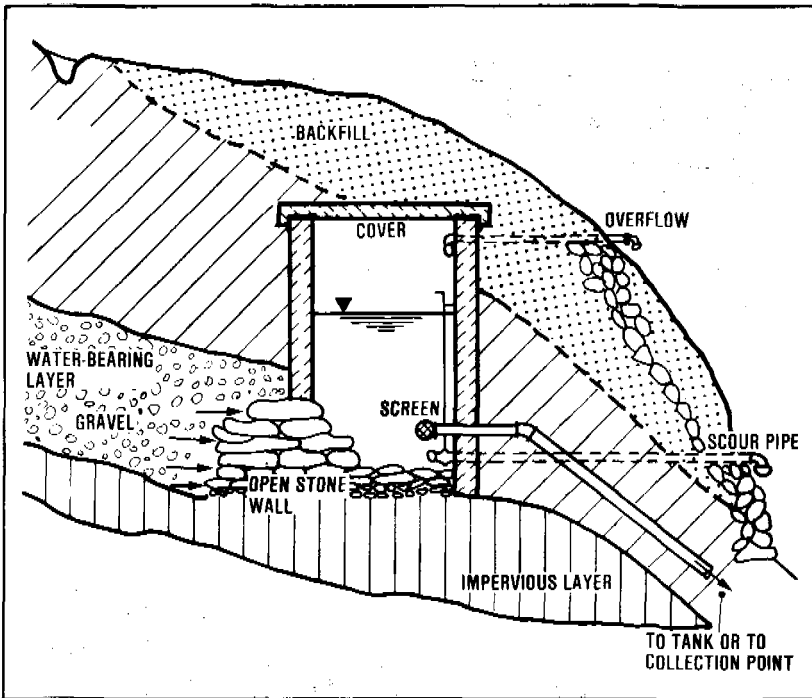 BACKFILL
OVERFLOW
COVER
WATER-BEARING
LAYER
GRAVEL
SCREEN
SCOUR PIPE
OPEN STONE
WALL
IMPERVIOUS LAYER
TO TANK OR TO
COLLECTION POINT